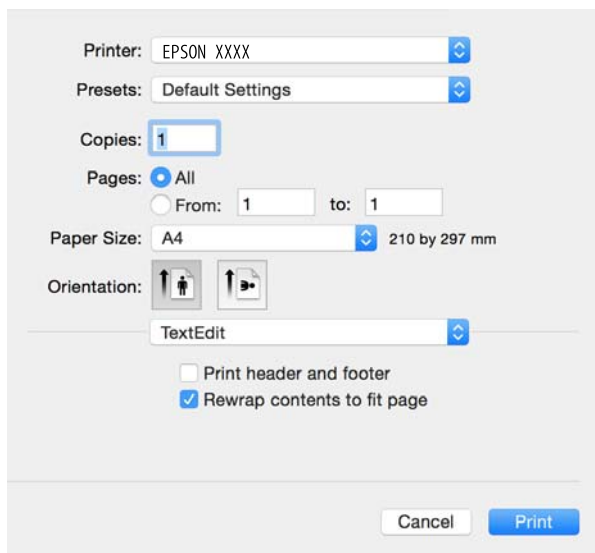 Printer: EPSON XXXX
Presets: Default Settings
Copies: 1
Pages: All
From: 1 to: 1
Paper Size: A4 210 by 297 mm
Orientation:
TextEdit
Print header and footer
Rewrap contents to fit page
Cancel Print